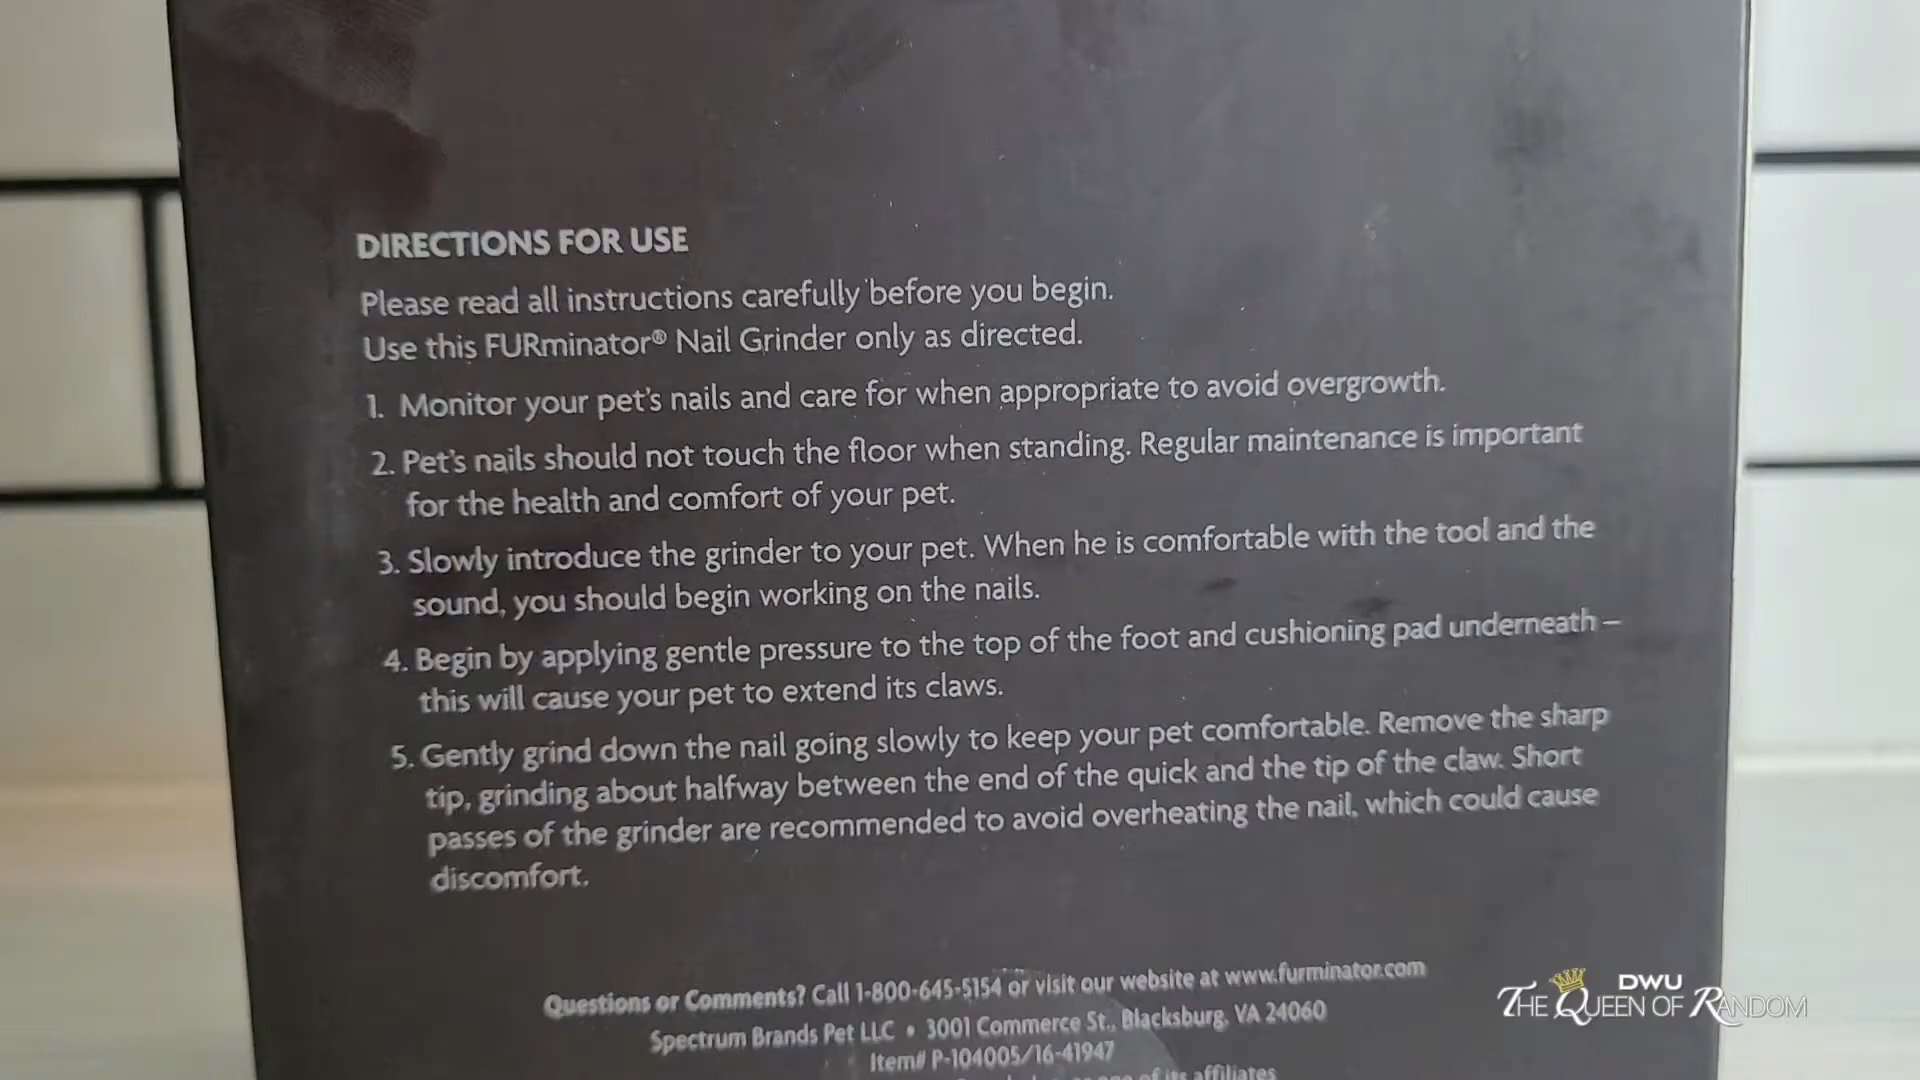 DIRECTIONS FOR USE
Please read all instructions carefully before you begin.
Use this FURminator® Nail Grinder only as directed.
1. Monitor your pet's nails and care for when appropriate to avoid overgrowth.
2. Pet's nails should not touch the floor when standing. Regular maintenance is important
for the health and comfort of your pet.
3. Slowly introduce the grinder to your pet. When he is comfortable with the tool and the
sound, you should begin working on the nails.
4. Begin by applying gentle pressure to the top of the foot and cushioning pad underneath –
this will cause your pet to extend its claws.
5. Gently grind down the nail going slowly to keep your pet comfortable. Remove the sharp
tip, grinding about halfway between the end of the quick and the tip of the claw. Short
passes of the grinder are recommended to avoid overheating the nail, which could cause
discomfort.
Questions or Comments? Call 1-800-645-5154 or visit our website at www.furminator.com
Spectrum Brands Pet LLC • 3001 Commerce St., Blacksburg, VA 24060
Item# P-104005/16-41947
one of its affiliates
DWU
THE QUEEN OF RANDOM